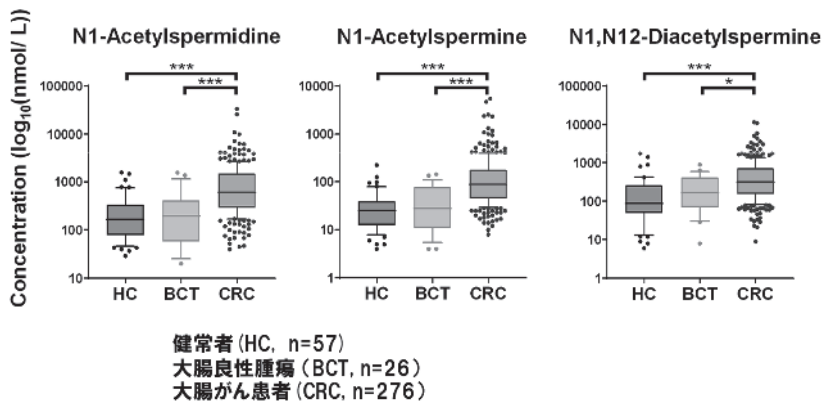 N1-Acetylspermidine
N1-Acetylspermine
N1,N12-Diacetylspermine
Concentration (log10(nmol/ L))
100000
10000
1000
100
10
***
***
HC
BCT
CRC
10000
1000
100
10
1
***
***
HC
BCT
CRC
100000
10000
1000
100
10
1
***
*
HC
BCT
CRC
健常者(HC, n=57)
大腸良性腫瘍(BCT, n=26)
大腸がん患者(CRC, n=276)